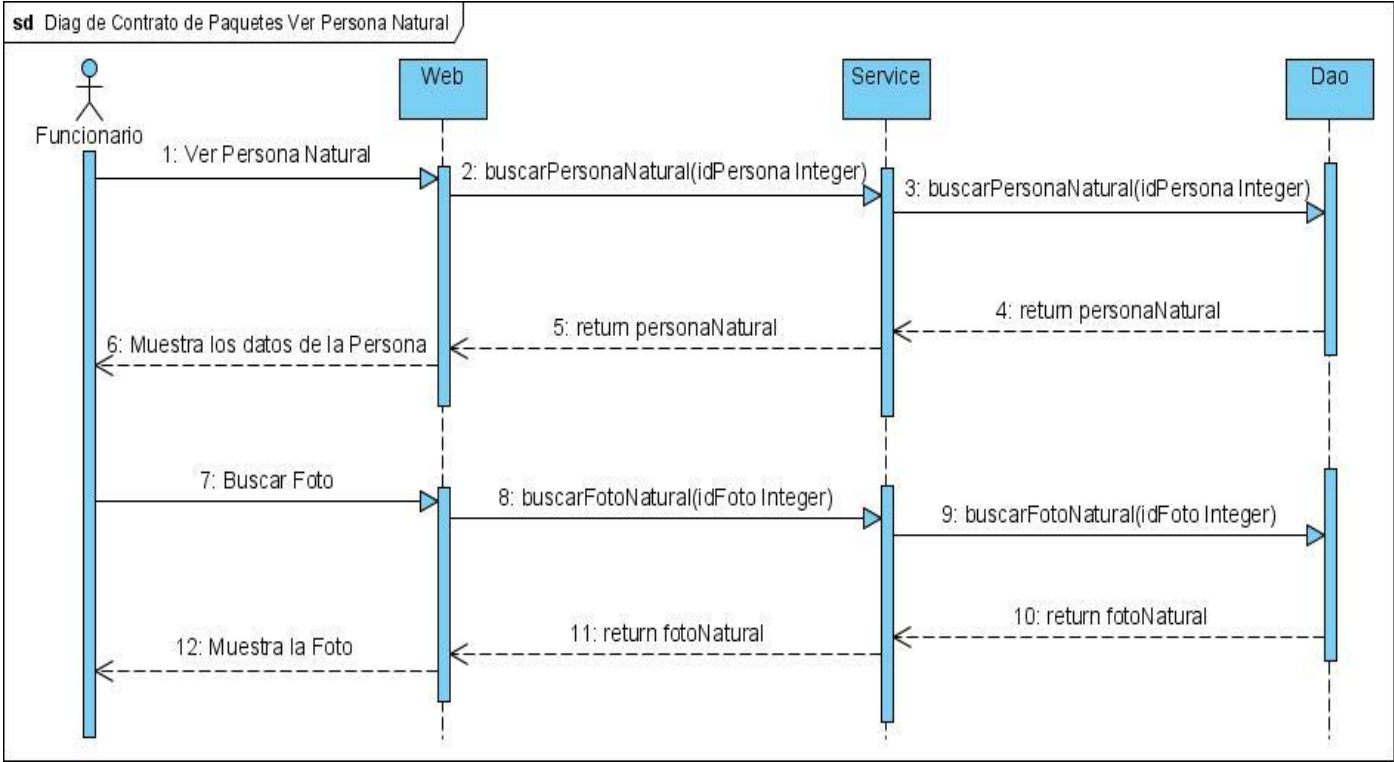 sd Diag de Contrato de Paquetes Ver Persona Natural
Web
Service
Dao
Funcionario
1: Ver Persona Natural
2: buscarPersonaNatural(idPersona Integer)
3: buscarPersonaNatural(idPersona Integer)
4: return personaNatural
5: return personaNatural
6: Muestra los datos de la Persona
7: Buscar Foto
8: buscarFotoNatural(idFoto Integer)
9: buscarFotoNatural(idFoto Integer)
10: return fotoNatural
11: return fotoNatural
12: Muestra la Foto